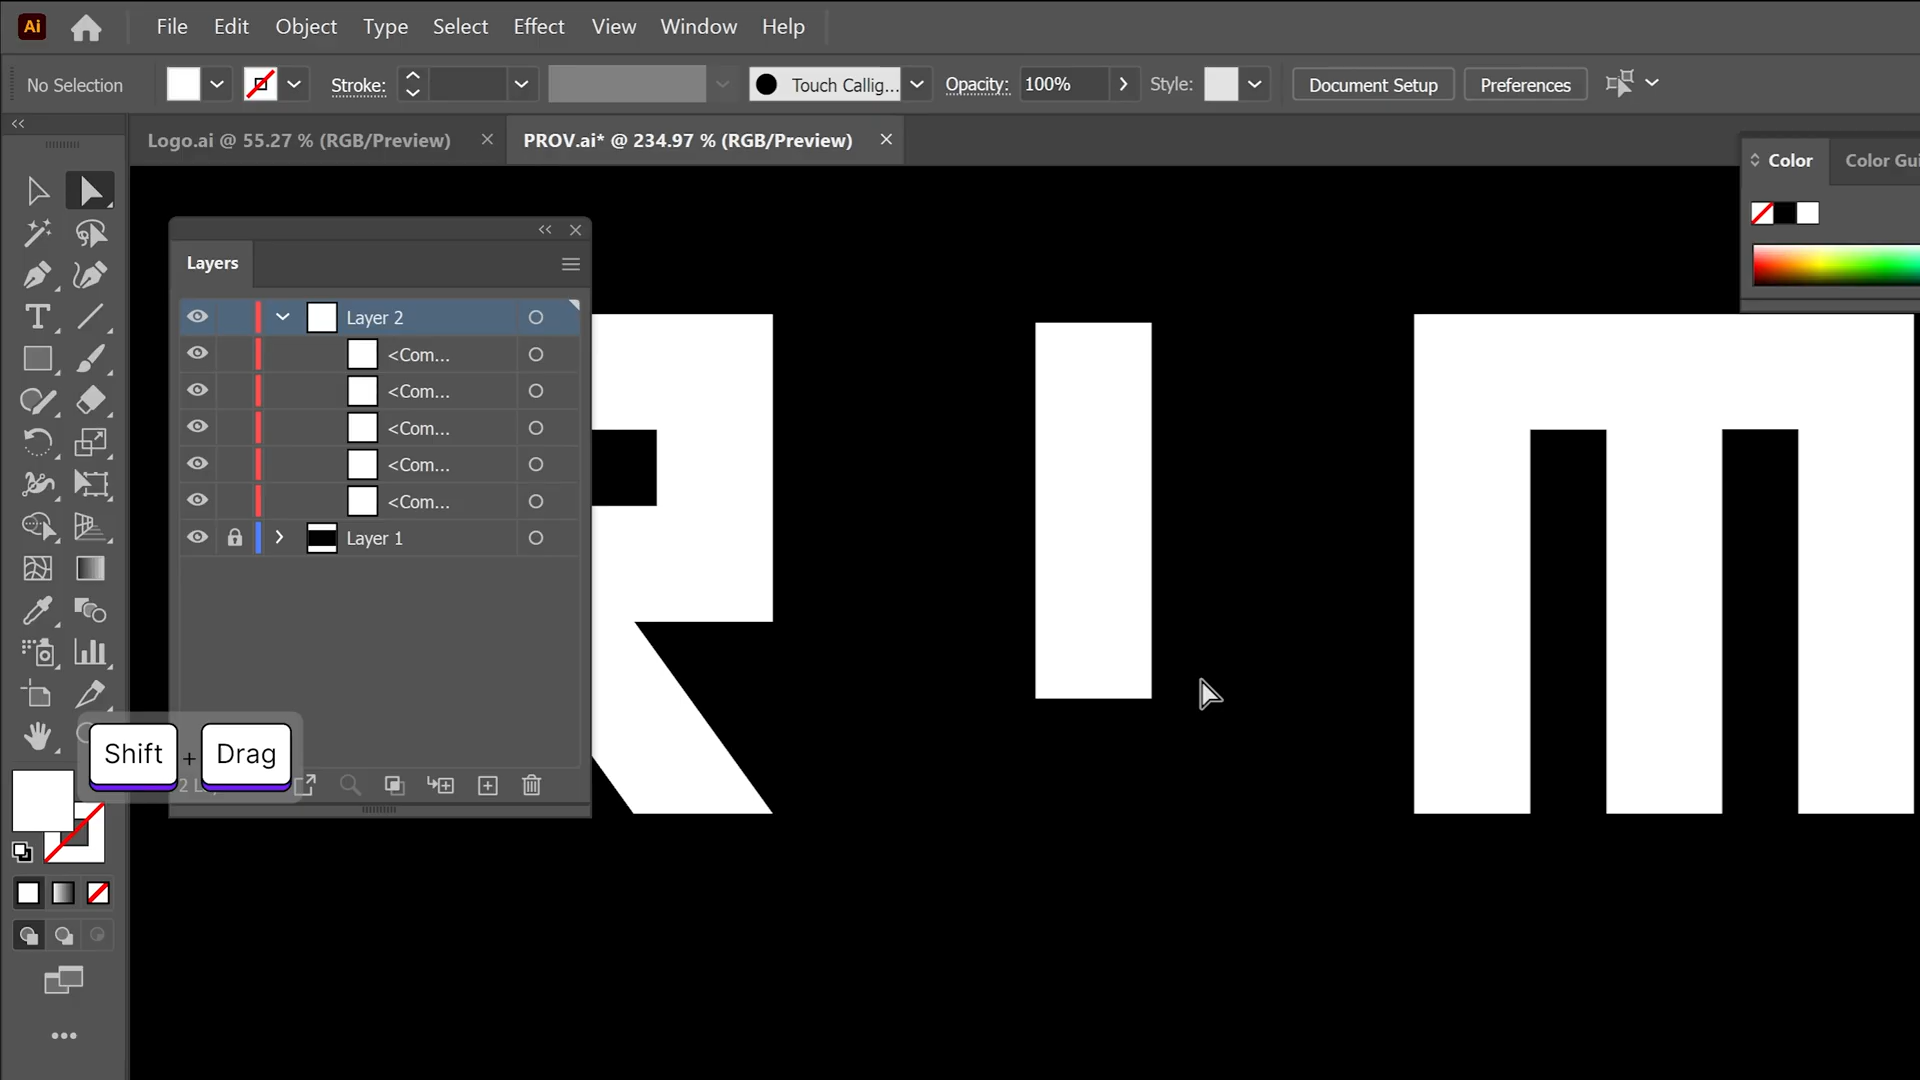 Ai File Edit Object Type Select Effect View Window Help
No Selection Stroke: Touch Callig... Opacity: 100% Style: Document Setup Preferences
Logo.ai @ 55.27 % (RGB/Preview) PROV.ai* @ 234.97 % (RGB/Preview)
Color Color Gui
Layers
Layer 2
<Com...
<Com...
<Com...
<Com...
<Com...
Layer 1
R I m
Shift + Drag